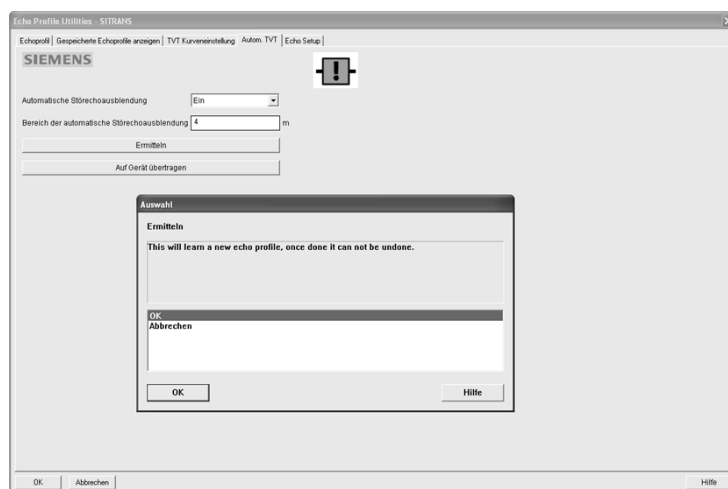 Echo Profile Utilities - SITRANS
Echoprofil Gespeicherte Echoprofile anzeigen TVT Kurveneinstellung Autom. TVT Echo Setup
SIEMENS
Automatische Störechoausblendung Ein
Bereich der automatische Störechoausblendung 4 m
Ermitteln
Auf Gerät übertragen
Auswahl
Ermitteln
This will learn a new echo profile, once done it can not be undone.
OK
Abbrechen
OK Hilfe
OK Abbrechen Hilfe